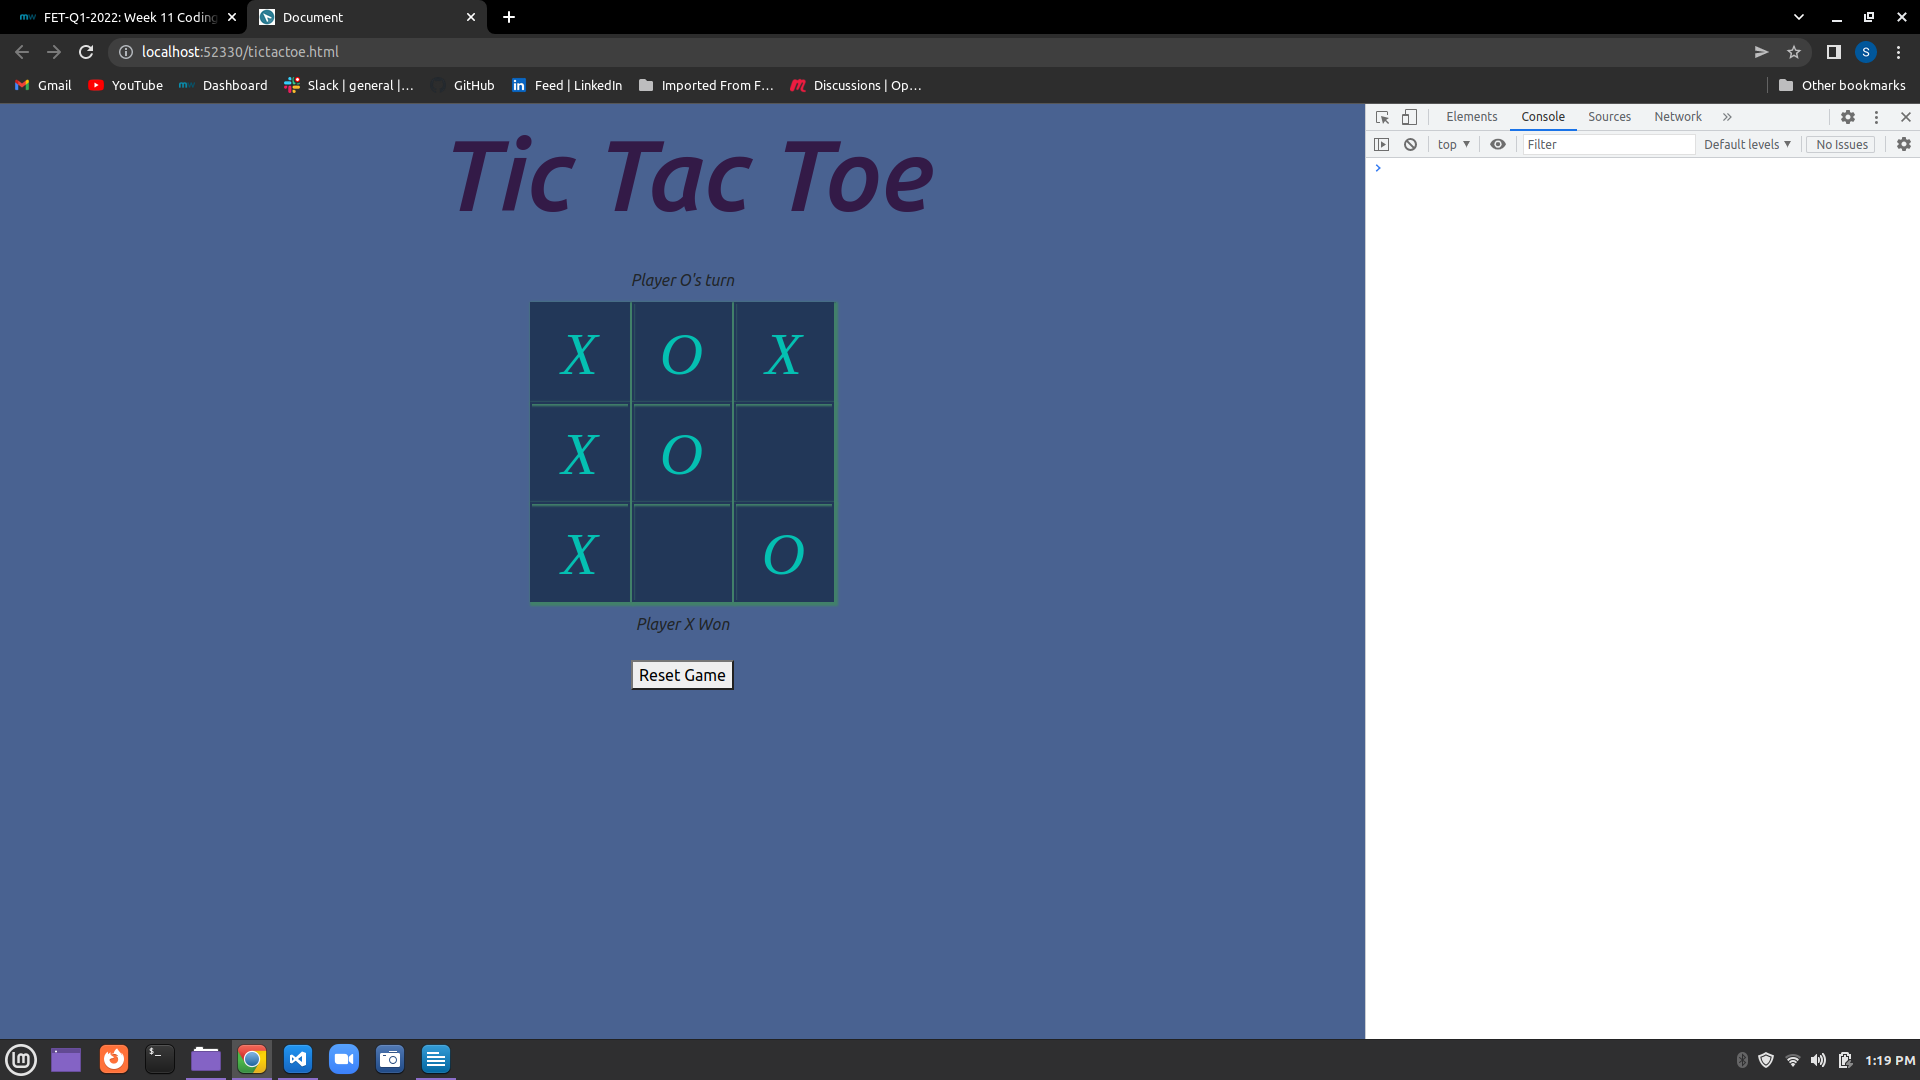 FET-Q1-2022: Week 11 Coding
Document
localhost:52330/tictactoe.html
S
Gmail YouTube Dashboard Slack | general |... GitHub Feed | LinkedIn Imported From F... Discussions | Op... Other bookmarks
Elements Console Sources Network
top Filter Default levels No Issues
Tic Tac Toe
Player O's turn
X O X
X O
X O
Player X Won
Reset Game
1:19 PM